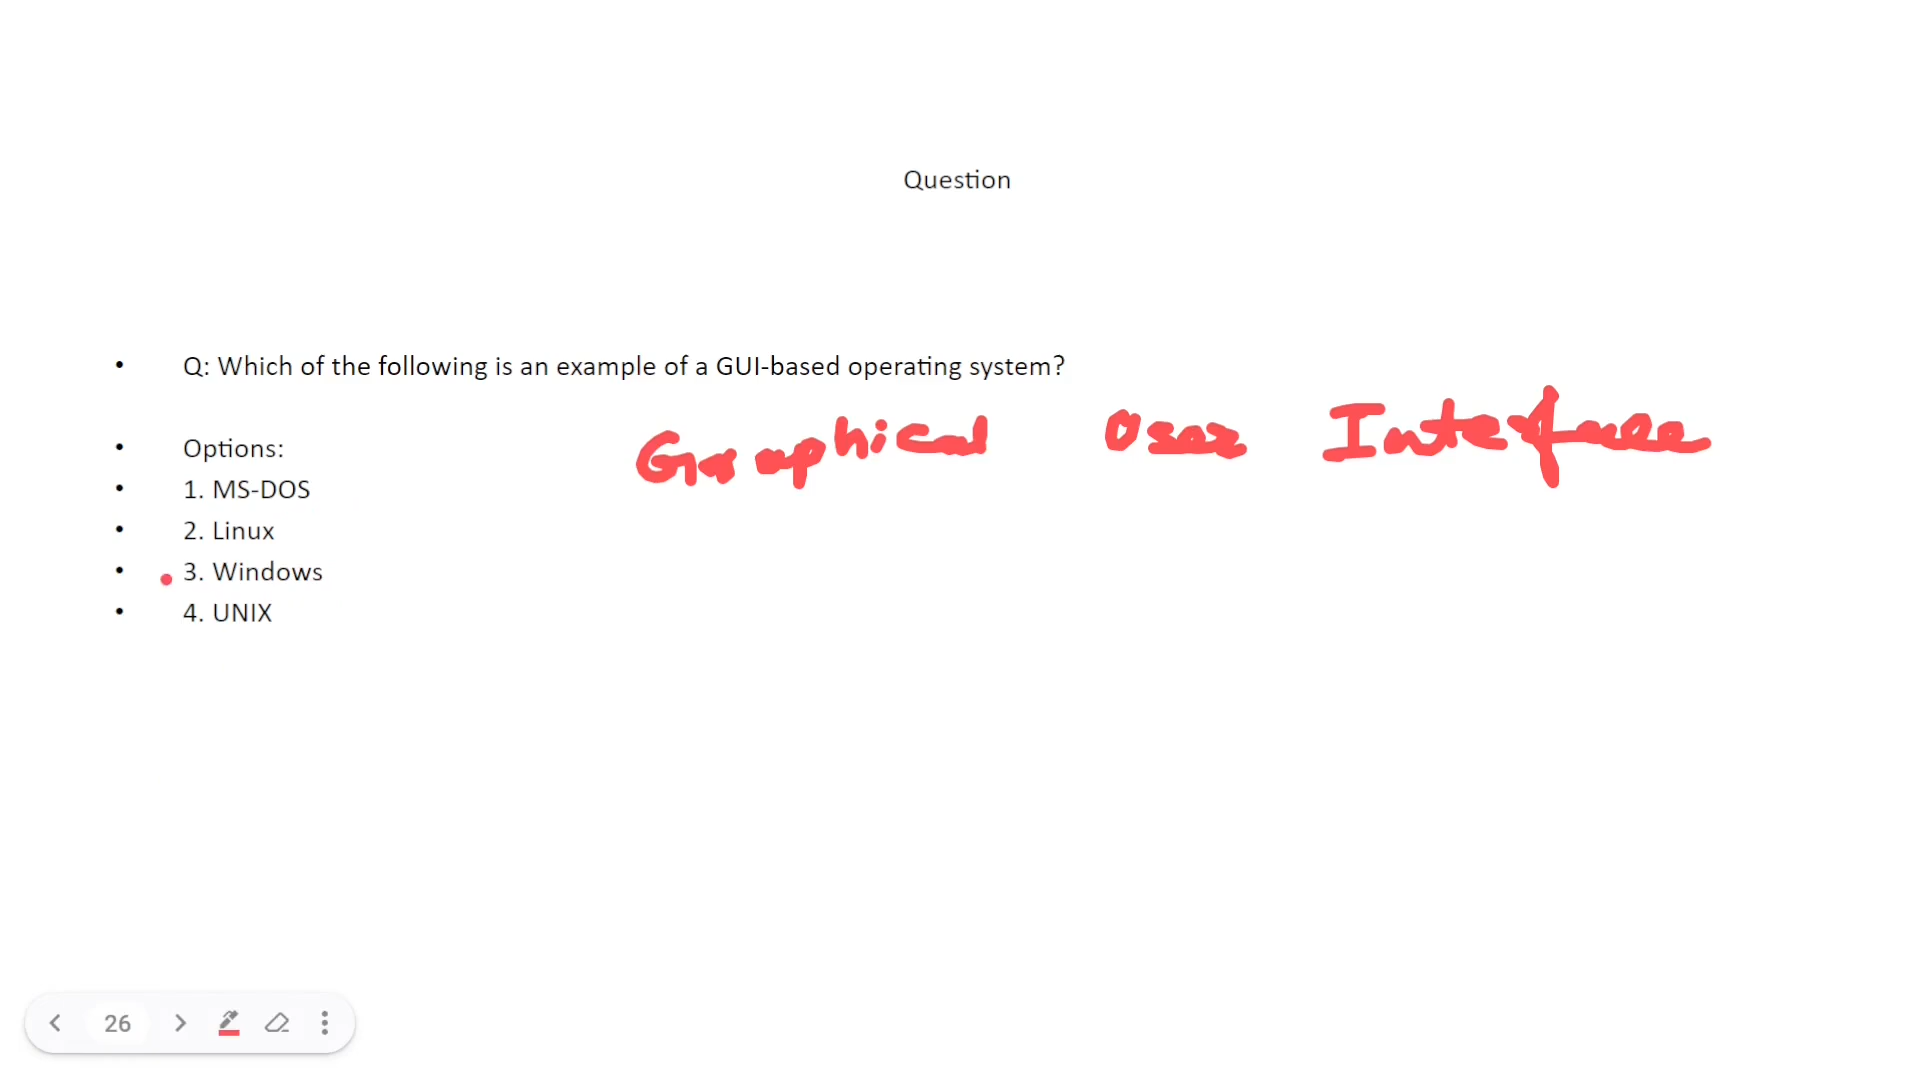 Question
• Q: Which of the following is an example of a GUI-based operating system?
Graphical User Interface
• Options:
• 1. MS-DOS
• 2. Linux
• 3. Windows
• 4. UNIX
26